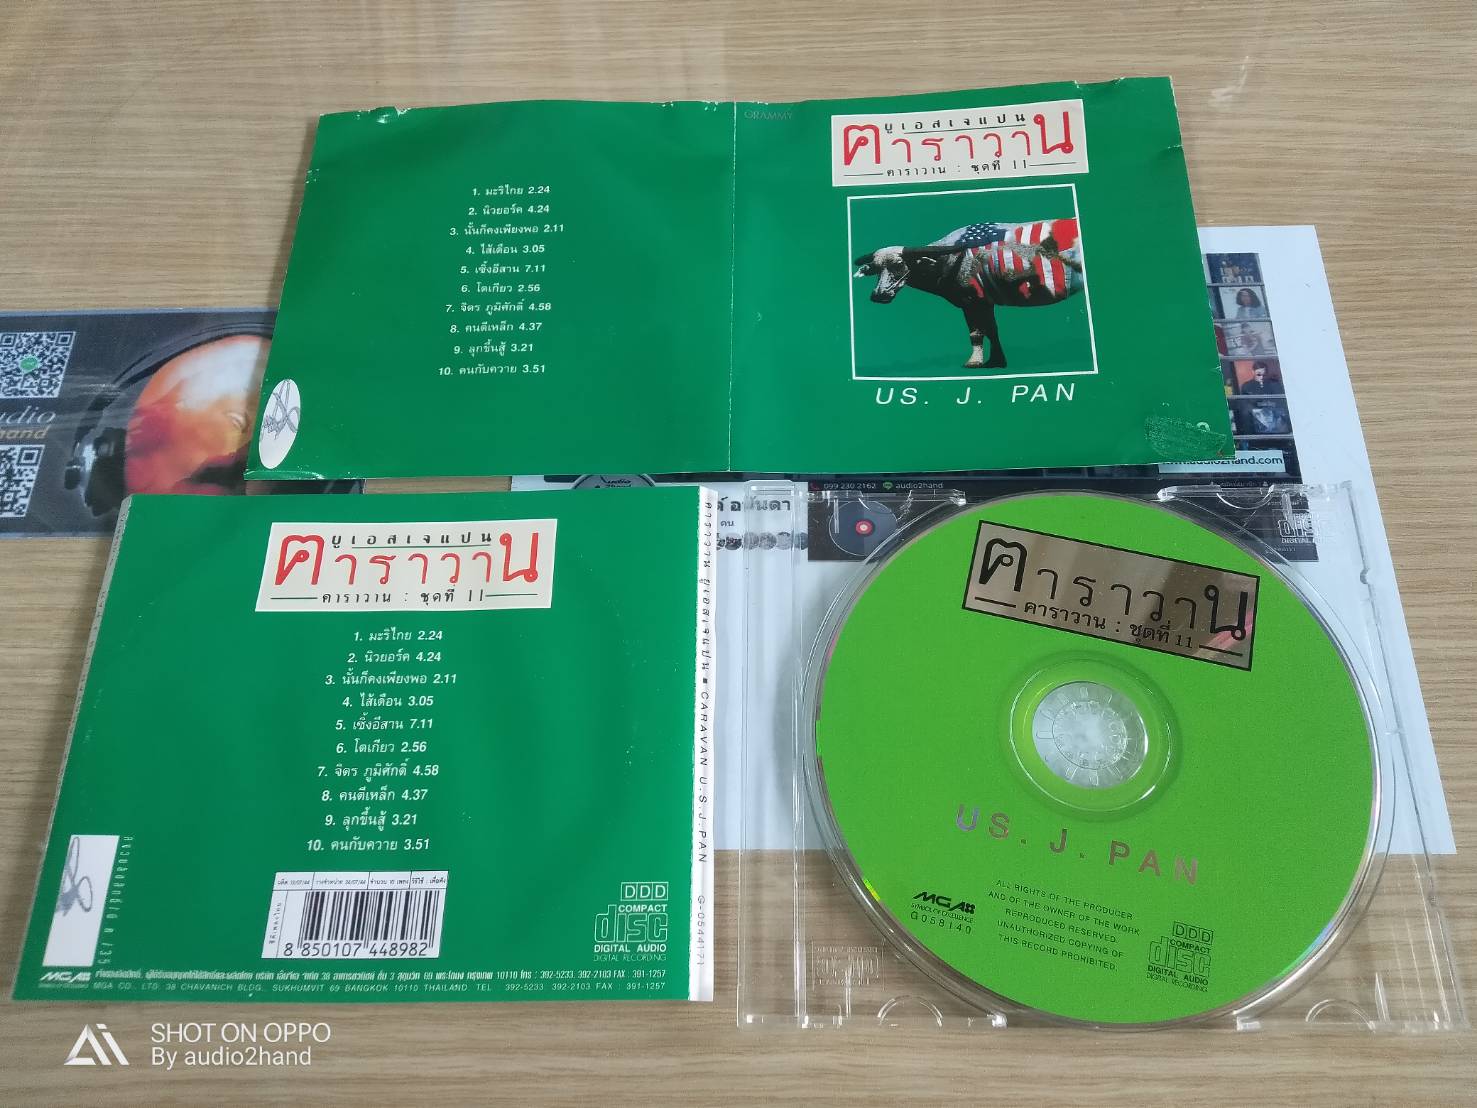 GRAMMY
ยูเอสเจแปน
คาราวาน
คาราวาน : ชุดที่ 11
US. J. PAN
1. มะริไกย 2.24
2. นิวยอร์ค 4.24
3. นั้นก็คงเพียงพอ 2.11
4. ไส้เดือน 3.05
5. เซิ้งอีสาน 7.11
6. โตเกียว 2.56
7. จิตร ภูมิศักดิ์ 4.58
8. คนตีเหล็ก 4.37
9. ลุกขึ้นสู้ 3.21
10. คนกับควาย 3.51
www.audio2hand.com
099 230 2162 audio2hand
ยูเอสเจแปน
คาราวาน
คาราวาน : ชุดที่ 11
1. มะริไกย 2.24
2. นิวยอร์ค 4.24
3. นั้นก็คงเพียงพอ 2.11
4. ไส้เดือน 3.05
5. เซิ้งอีสาน 7.11
6. โตเกียว 2.56
7. จิตร ภูมิศักดิ์ 4.58
8. คนตีเหล็ก 4.37
9. ลุกขึ้นสู้ 3.21
10. คนกับควาย 3.51
8 850107 448982
DDD
COMPACT
disc
DIGITAL AUDIO
DIGITAL RECORDING
MGA
MGA CO., LTD. 38 CHAVANICH BLDG., SUKHUMVIT 69 BANGKOK 10110 THAILAND TEL 392-5233 392-2103 FAX : 391-1257
คาราวาน ยูเอสเจแปน ■ CARAVAN U.S.J. PAN G-0544171
คาราวาน
คาราวาน : ชุดที่ 11
US. J. PAN
MGA
SYMBOL OF EXCELLENCE
G058140
ALL RIGHTS OF THE PRODUCER
AND OF THE OWNER OF THE WORK
REPRODUCED RESERVED.
UNAUTHORIZED COPYING OF
THIS RECORD PROHIBITED.
DDD
COMPACT
disc
DIGITAL AUDIO
DIGITAL RECORDING
SHOT ON OPPO
By audio2hand